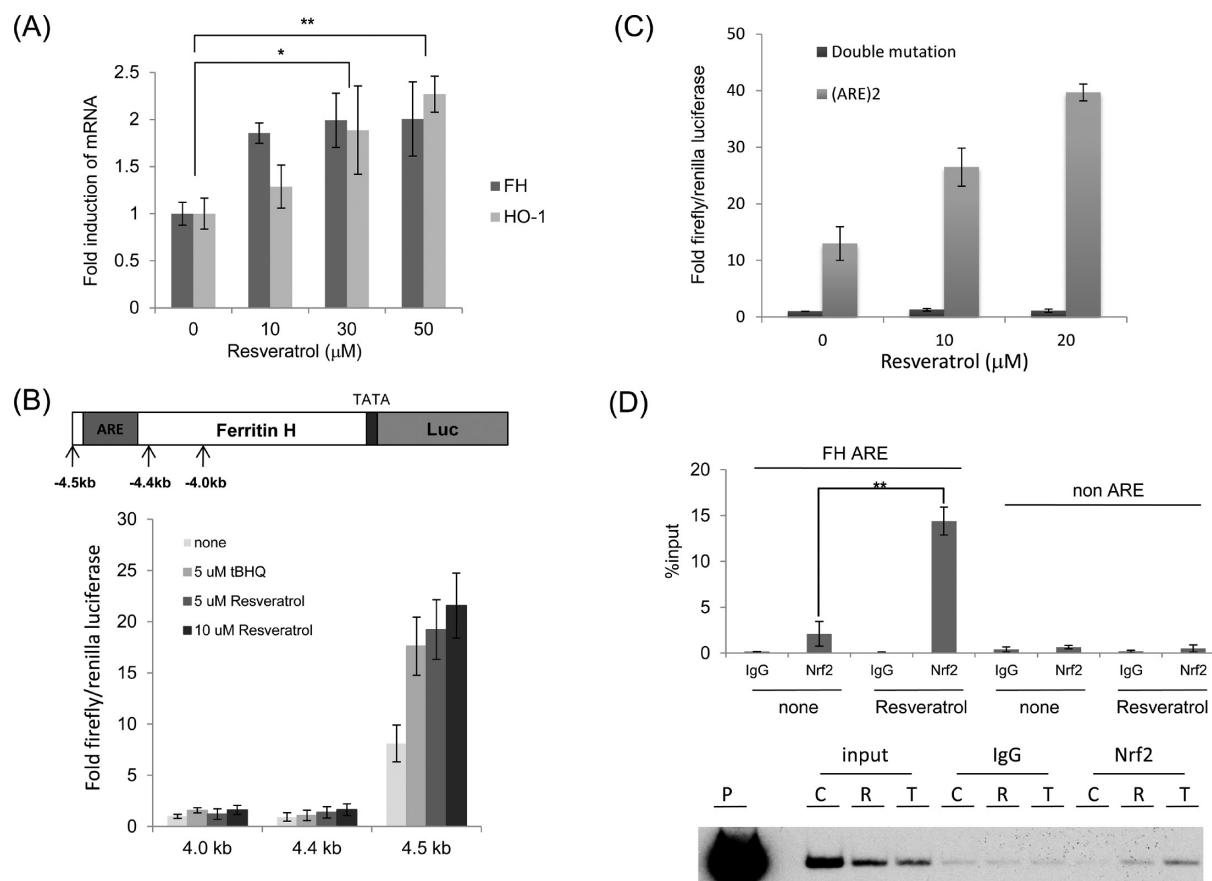 (A)
**
*
2.5
2
1.5
1
0.5
0
Fold induction of mRNA
0 10 30 50
Resveratrol (μM)
FH
HO-1
(B)
TATA
ARE Ferritin H Luc
-4.5kb -4.4kb -4.0kb
30
25
20
15
10
5
0
Fold firefly/renilla luciferase
none
5 uM tBHQ
5 uM Resveratrol
10 uM Resveratrol
4.0 kb 4.4 kb 4.5 kb
(C)
50
40
30
20
10
0
Fold firefly/renilla luciferase
Double mutation
(ARE)2
0 10 20
Resveratrol (μM)
(D)
FH ARE
non ARE
**
20
15
10
5
0
%input
IgG Nrf2 IgG Nrf2 IgG Nrf2 IgG Nrf2
none Resveratrol none Resveratrol
input IgG Nrf2
P C R T C R T C R T